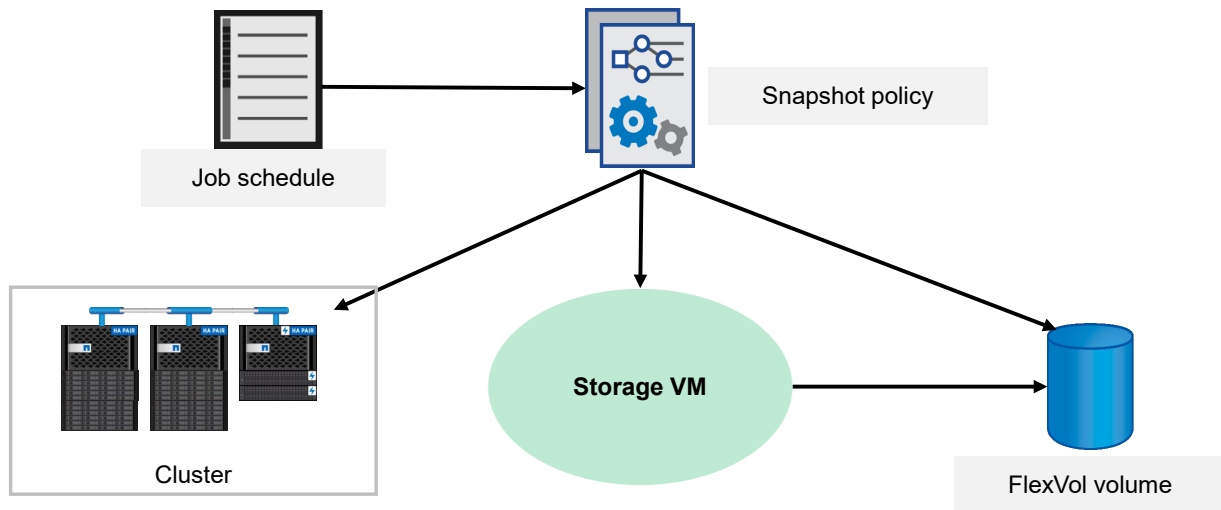 Snapshot policy
Job schedule
HA PAIR
HA PAIR
HA PAIR
Storage VM
Cluster
FlexVol volume